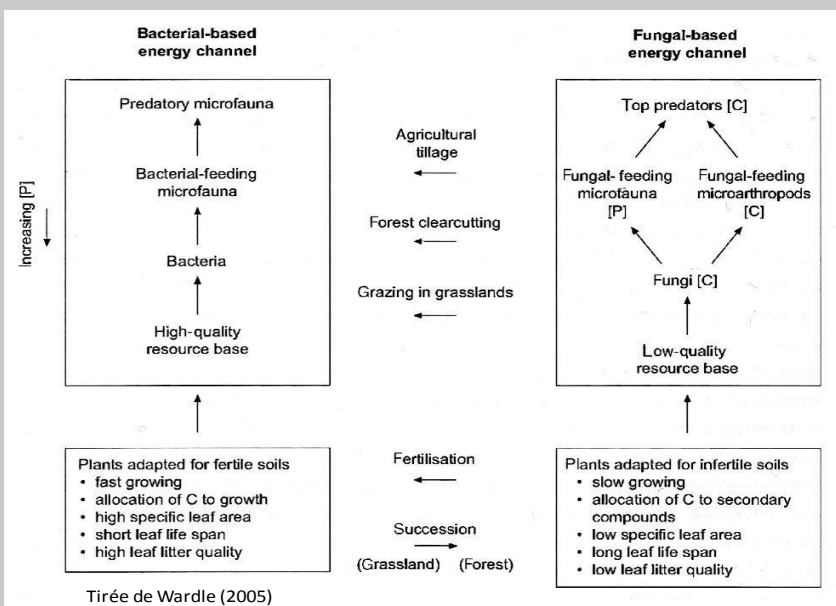 Bacterial-based
energy channel
Predatory microfauna
Bacterial-feeding
microfauna
Bacteria
High-quality
resource base
Increasing [P]
Plants adapted for fertile soils
• fast growing
• allocation of C to growth
• high specific leaf area
• short leaf life span
• high leaf litter quality
Agricultural
tillage
Forest clearcutting
Grazing in grasslands
Fertilisation
Succession
(Grassland) (Forest)
Fungal-based
energy channel
Top predators [C]
Fungal- feeding
microfauna
[P]
Fungal-feeding
microarthropods
[C]
Fungi [C]
Low-quality
resource base
Plants adapted for infertile soils
• slow growing
• allocation of C to secondary
compounds
• low specific leaf area
• long leaf life span
• low leaf litter quality
Tirée de Wardle (2005)